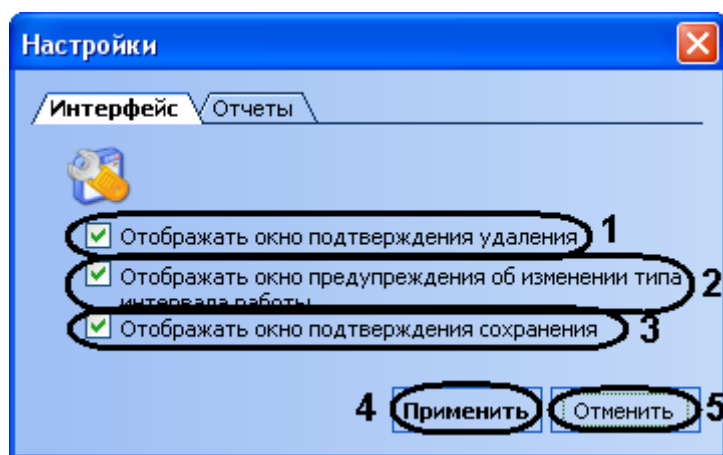 Настройки
Интерфейс Отчеты
Отображать окно подтверждения удаления 1
Отображать окно предупреждения об изменении типа 2
интервала работы
Отображать окно подтверждения сохранения 3
4 Применить Отменить 5